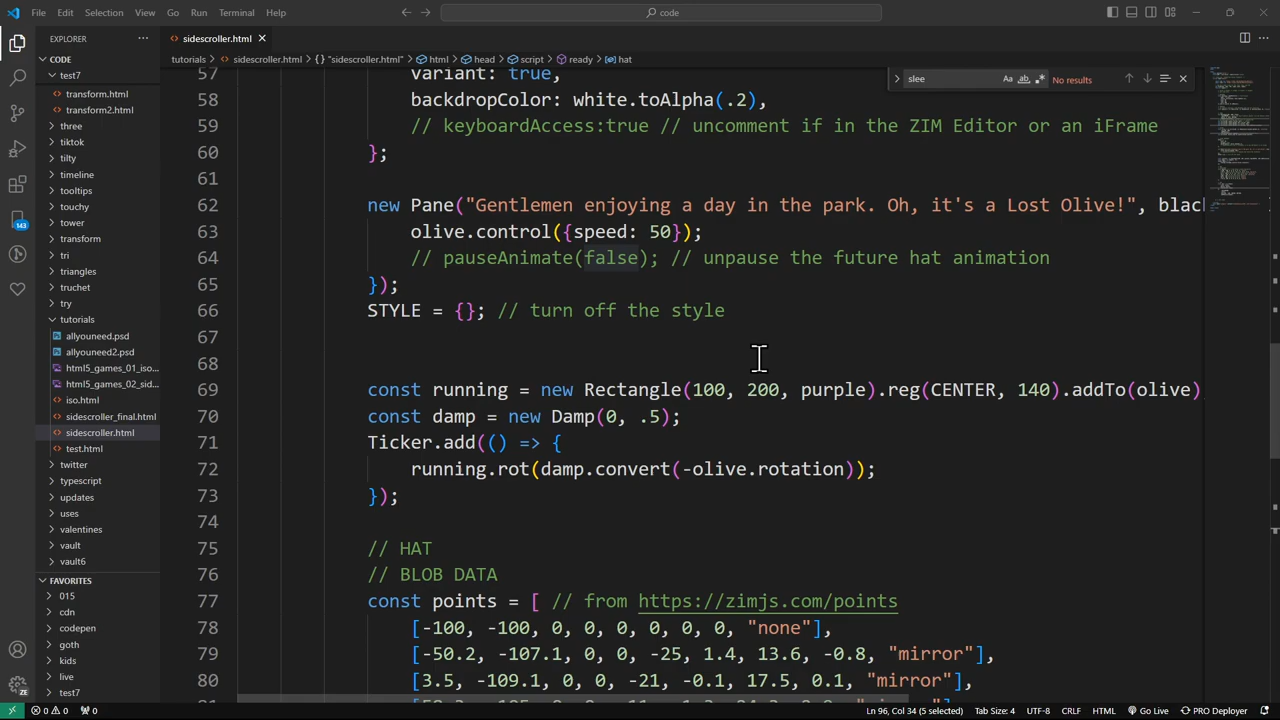 File Edit Selection View Go Run Terminal Help
code
EXPLORER
sidescroller.html
CODE
test7
transform.html
transform2.html
three
tiktok
tilty
timeline
tooltips
touchy
tower
transform
tri
triangles
truchet
try
tutorials
allyouneed.psd
allyouneed2.psd
html5_games_01_iso...
html5_games_02_sid...
iso.html
sidescroller_final.html
sidescroller.html
test.html
twitter
typescript
updates
uses
valentines
vault
vault6
FAVORITES
015
cdn
codepen
goth
kids
live
test7
143
ZE
tutorials > sidescroller.html > {} "sidescroller.html" > html > head > script > ready > hat
slee
Aa ab .* No results
57 variant: true,
58 backdropColor: white.toAlpha(.2),
59 // keyboardAccess:true // uncomment if in the ZIM Editor or an iFrame
60 };
61
62 new Pane("Gentlemen enjoying a day in the park. Oh, it's a Lost Olive!", blac
63 olive.control({speed: 50});
64 // pauseAnimate(false); // unpause the future hat animation
65 });
66 STYLE = {}; // turn off the style
67
68
69 const running = new Rectangle(100, 200, purple).reg(CENTER, 140).addTo(olive)
70 const damp = new Damp(0, .5);
71 Ticker.add(() => {
72 running.rot(damp.convert(-olive.rotation));
73 });
74
75 // HAT
76 // BLOB DATA
77 const points = [ // from https://zimjs.com/points
78 [-100, -100, 0, 0, 0, 0, 0, 0, "none"],
79 [-50.2, -107.1, 0, 0, -25, 1.4, 13.6, -0.8, "mirror"],
80 [3.5, -109.1, 0, 0, -21, -0.1, 17.5, 0.1, "mirror"],
0 0 0 Ln 96, Col 34 (5 selected) Tab Size: 4 UTF-8 CRLF HTML Go Live PRO Deployer